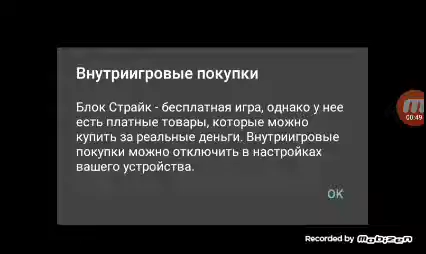 Внутриигровые покупки
Блок Страйк - бесплатная игра, однако у нее
есть платные товары, которые можно
купить за реальные деньги. Внутриигровые
покупки можно отключить в настройках
вашего устройства.
OK
00:49
Recorded by Mobizen